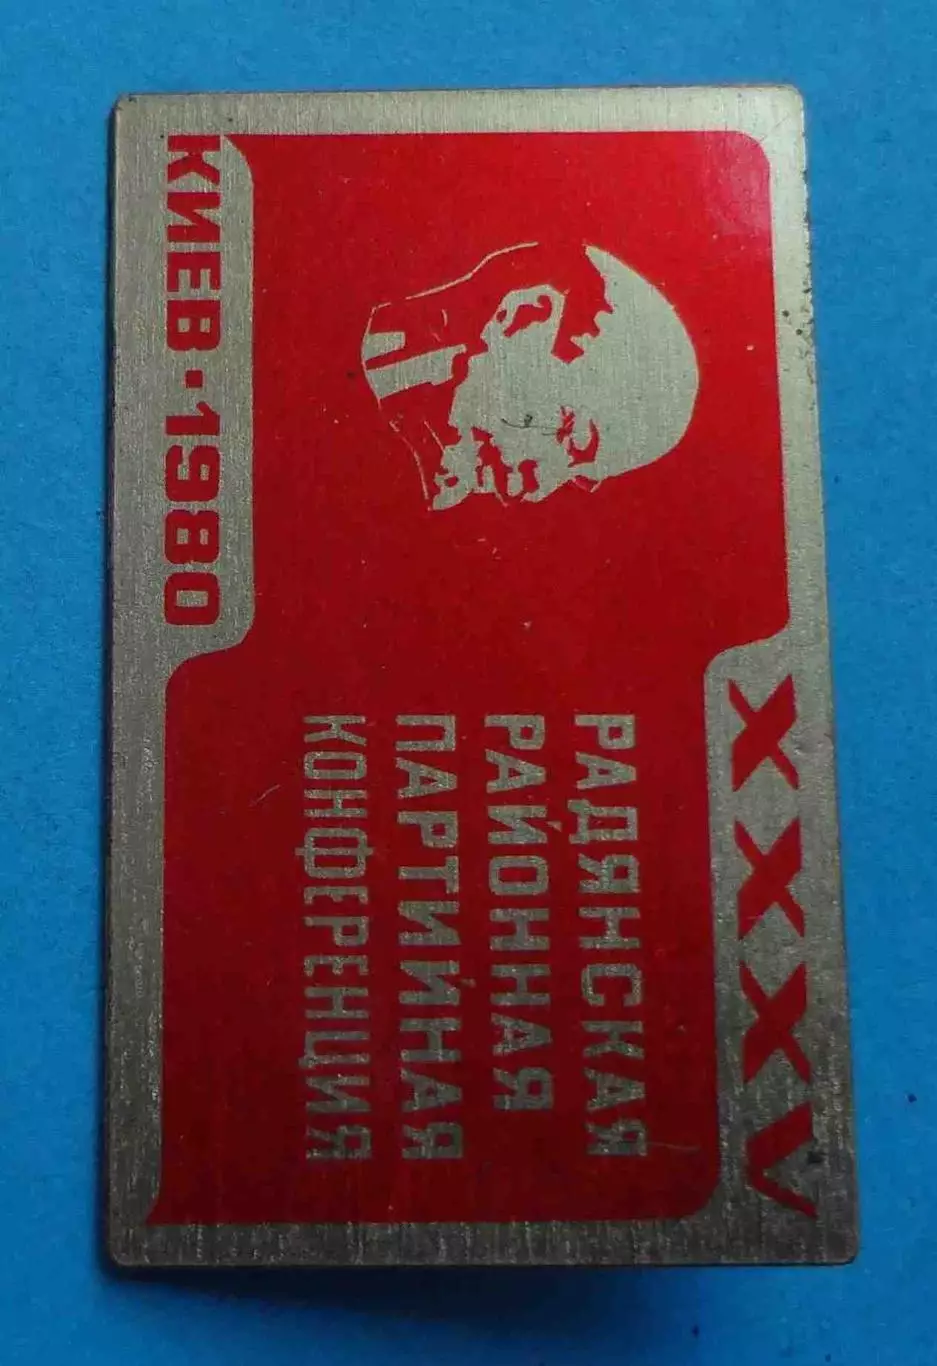 XXXV
РАДЯНСКАЯ
РАЙОННАЯ
ПАРТИЙНАЯ
КОНФЕРЕНЦИЯ
КИЕВ·1980